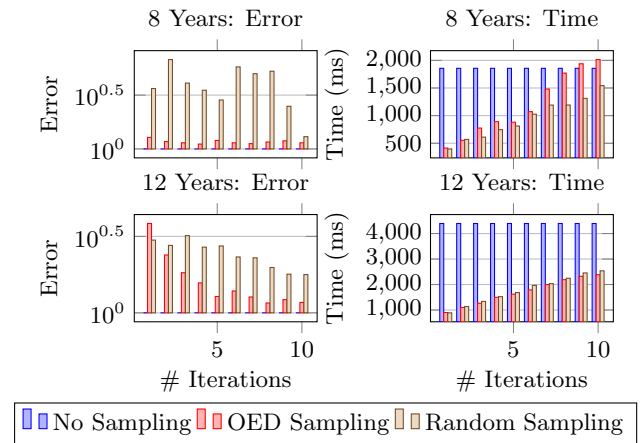 8 Years: Error
8 Years: Time
Error
10^0.5
10^0
Time (ms)
2,000
1,500
1,000
500
12 Years: Error
12 Years: Time
Error
10^0.5
10^0
Time (ms)
4,000
3,000
2,000
1,000
5 10
5 10
# Iterations
# Iterations
No Sampling OED Sampling Random Sampling